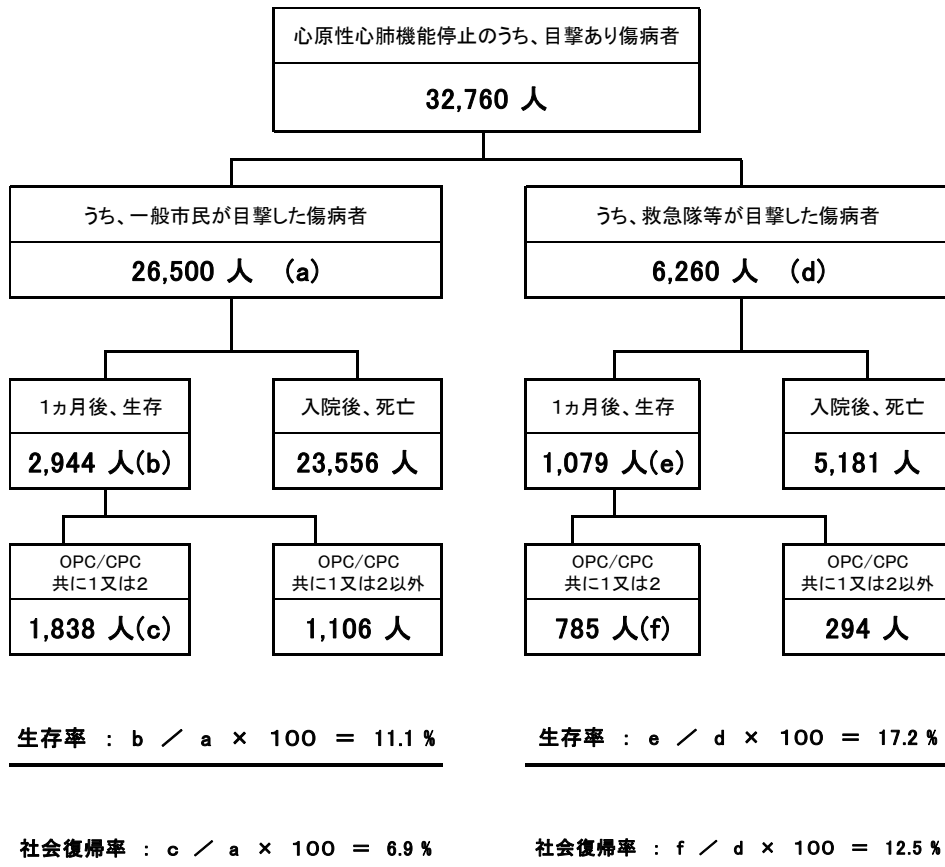 心原性心肺機能停止のうち、目撃あり傷病者
32,760 人
うち、一般市民が目撃した傷病者
26,500 人 (a)
うち、救急隊等が目撃した傷病者
6,260 人 (d)
1ヵ月後、生存
2,944 人(b)
入院後、死亡
23,556 人
1ヵ月後、生存
1,079 人(e)
入院後、死亡
5,181 人
OPC/CPC
共に1又は2
1,838 人(c)
OPC/CPC
共に1又は2以外
1,106 人
OPC/CPC
共に1又は2
785 人(f)
OPC/CPC
共に1又は2以外
294 人
生存率 : b / a × 100 = 11.1 %
生存率 : e / d × 100 = 17.2 %
社会復帰率 : c / a × 100 = 6.9 %
社会復帰率 : f / d × 100 = 12.5 %